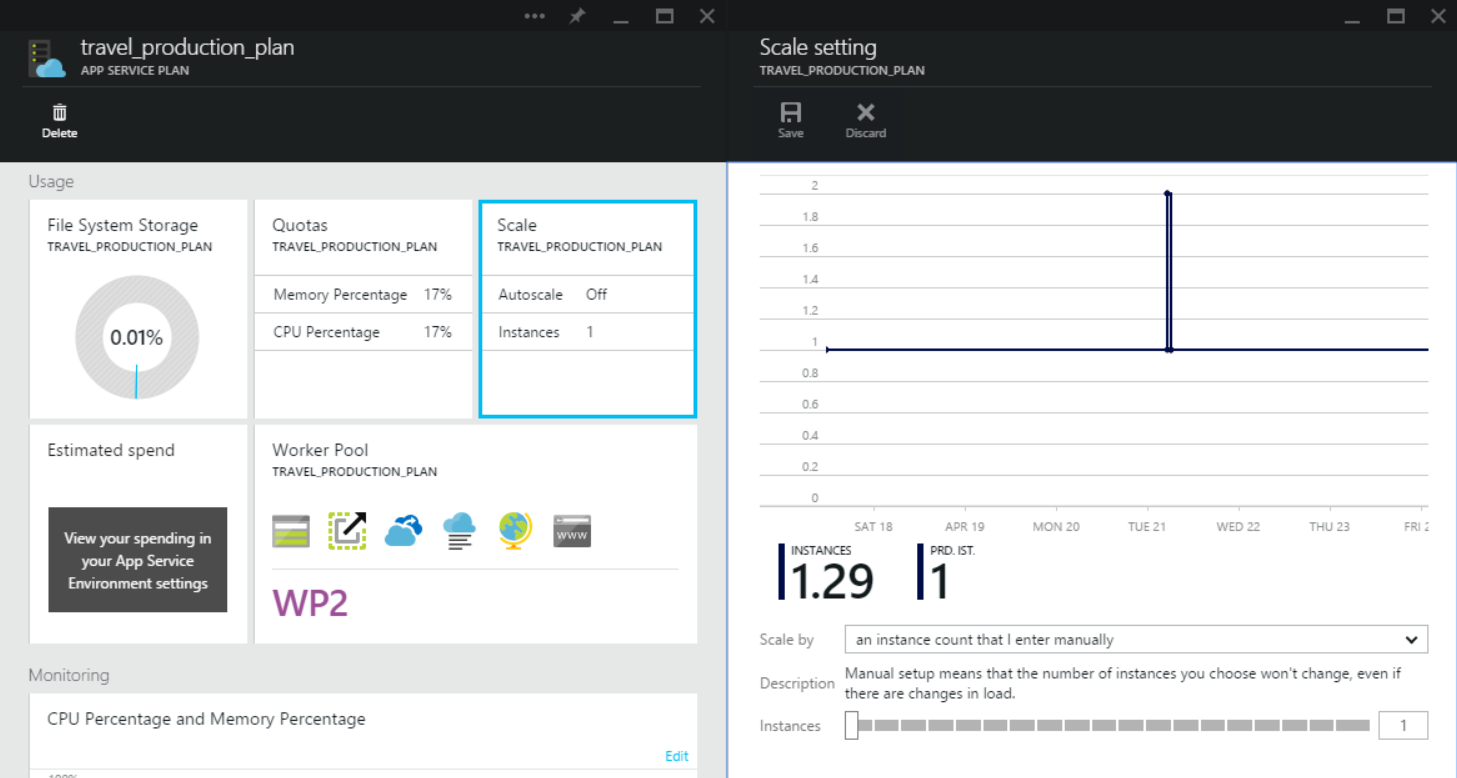 travel_production_plan
APP SERVICE PLAN
Delete
Usage
File System Storage
TRAVEL_PRODUCTION_PLAN
0.01%
Quotas
TRAVEL_PRODUCTION_PLAN
Memory Percentage 17%
CPU Percentage 17%
Scale
TRAVEL_PRODUCTION_PLAN
Autoscale Off
Instances 1
Estimated spend
View your spending in
your App Service
Environment settings
Worker Pool
TRAVEL_PRODUCTION_PLAN
www
WP2
Monitoring
CPU Percentage and Memory Percentage
Edit
100%
Scale setting
TRAVEL_PRODUCTION_PLAN
Save Discard
2
1.8
1.6
1.4
1.2
1
0.8
0.6
0.4
0.2
0
SAT 18 APR 19 MON 20 TUE 21 WED 22 THU 23 FRI 2
INSTANCES PRD. IST.
1.29 1
Scale by an instance count that I enter manually
Description Manual setup means that the number of instances you choose won't change, even if
there are changes in load.
Instances 1